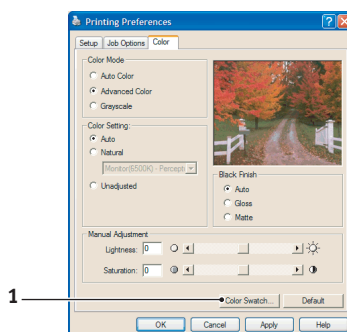 Printing Preferences
Setup Job Options Color
Color Mode
Auto Color
Advanced Color
Grayscale
Color Setting:
Auto
Natural
Monitor(6500K) - Percepti
Unadjusted
Black Finish
Auto
Gloss
Matte
Manual Adjustment
Lightness: 0
Saturation: 0
1
Color Swatch... Default
OK Cancel Apply Help